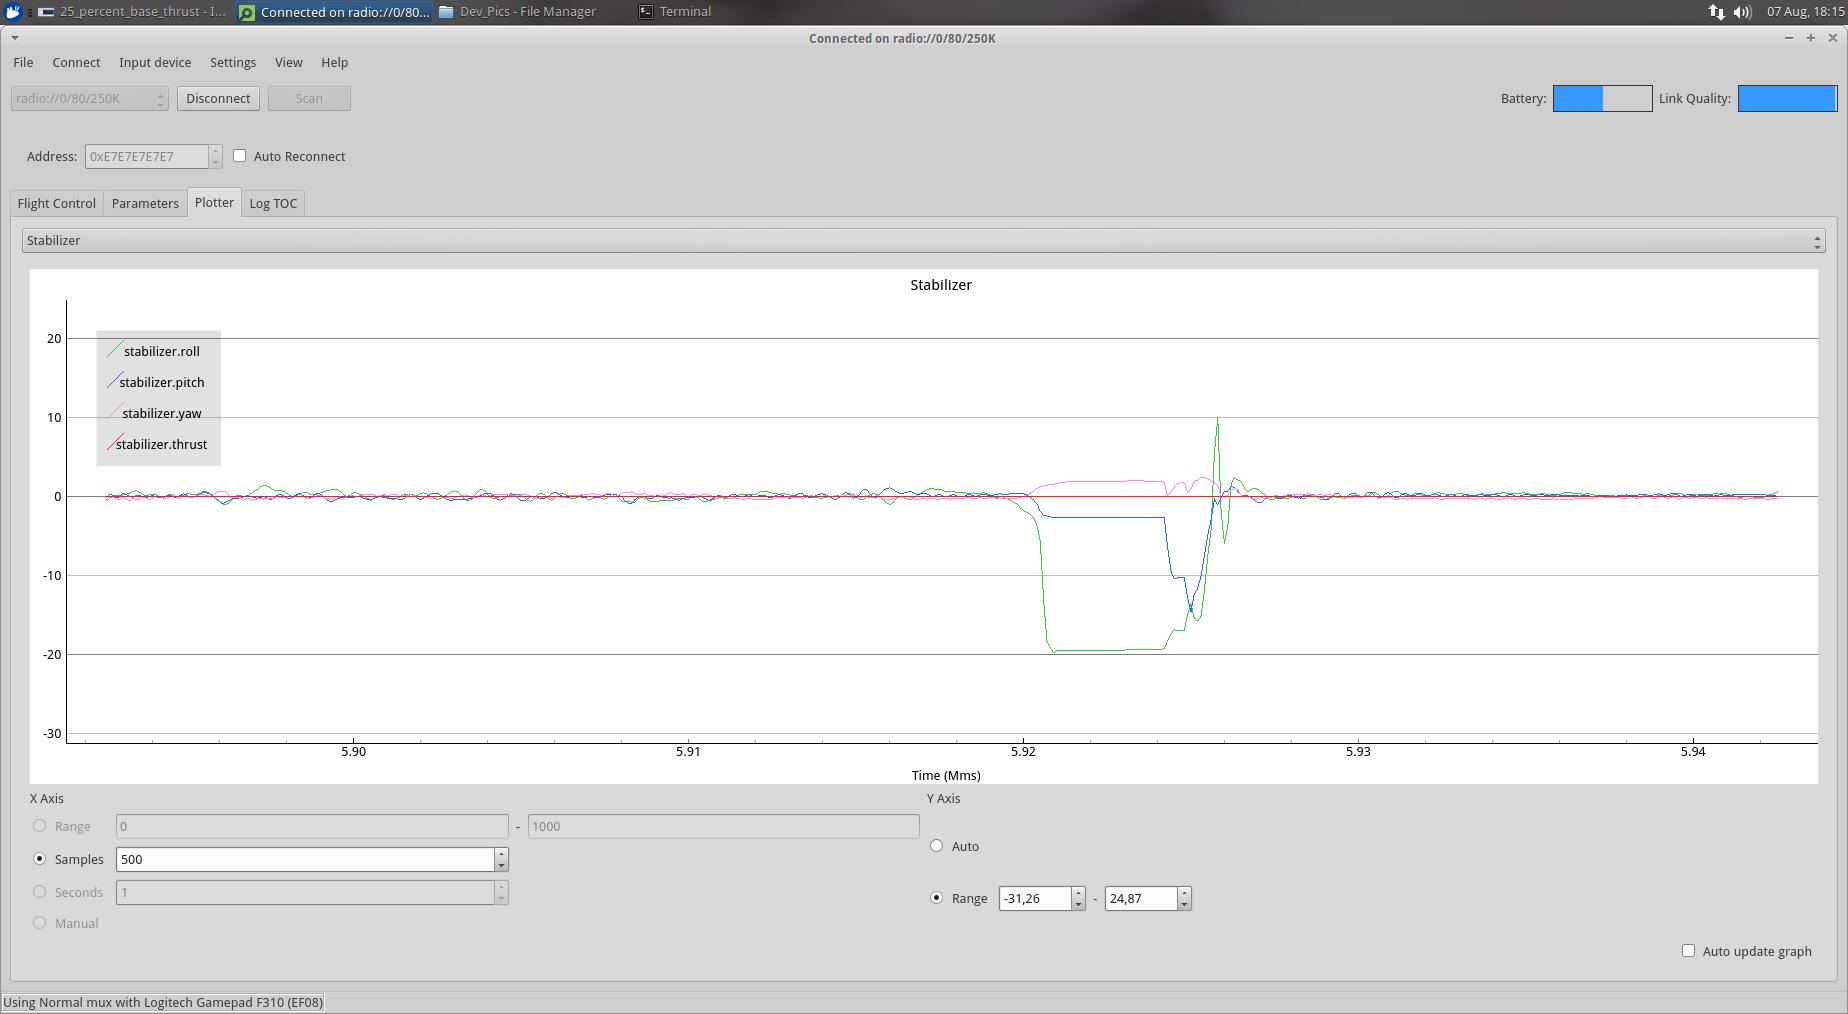 25_percent_base_thrust - I... Connected on radio://0/80... Dev_Pics - File Manager Terminal 07 Aug, 18:15
Connected on radio://0/80/250K
File Connect Input device Settings View Help
radio://0/80/250K Disconnect Scan Battery: Link Quality:
Address: 0xE7E7E7E7E7 Auto Reconnect
Flight Control Parameters Plotter Log TOC
Stabilizer
Stabilizer
20
stabilizer.roll
stabilizer.pitch
10
stabilizer.yaw
stabilizer.thrust
0
-10
-20
-30
5.90 5.91 5.92 5.93 5.94
Time (Mms)
X Axis Y Axis
Range 0 - 1000
Auto
Samples 500
Seconds 1
Range -31,26 - 24,87
Manual
Auto update graph
Using Normal mux with Logitech Gamepad F310 (EF08)